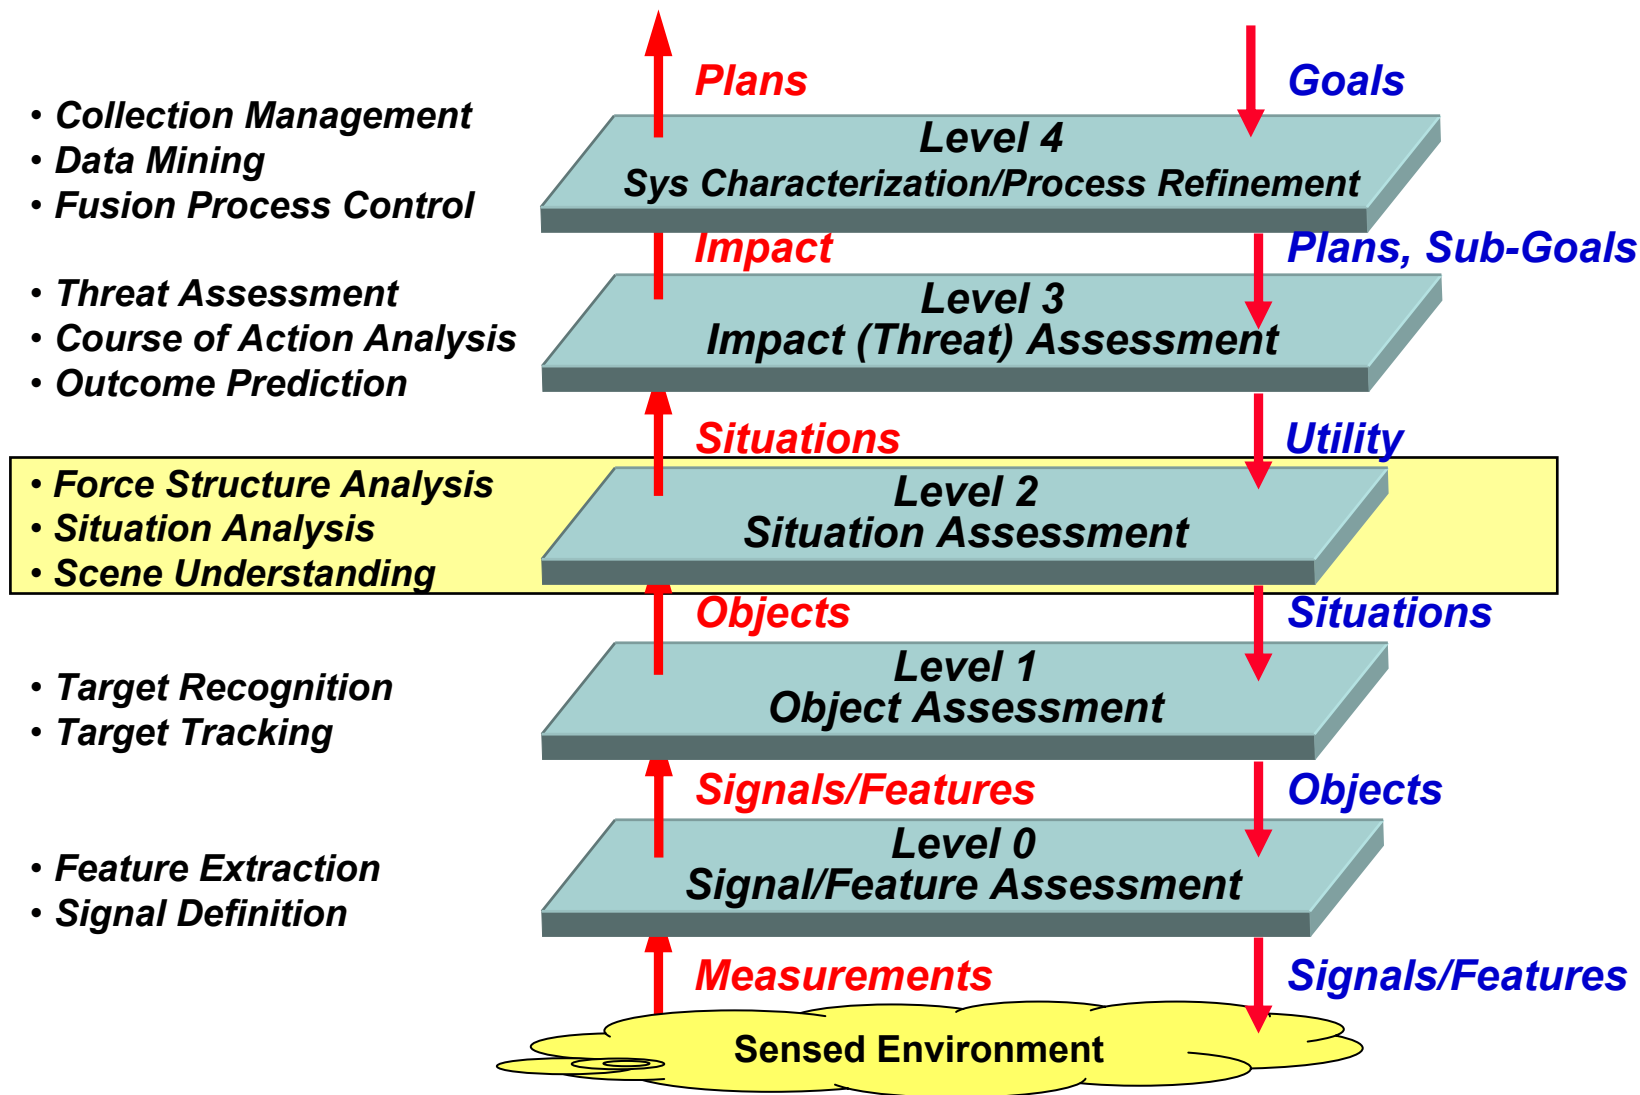 Plans
Goals
• Collection Management
• Data Mining
• Fusion Process Control
Level 4
Sys Characterization/Process Refinement
Impact
Plans, Sub-Goals
• Threat Assessment
• Course of Action Analysis
• Outcome Prediction
Level 3
Impact (Threat) Assessment
Situations
Utility
• Force Structure Analysis
• Situation Analysis
• Scene Understanding
Level 2
Situation Assessment
Objects
Situations
• Target Recognition
• Target Tracking
Level 1
Object Assessment
Signals/Features
Objects
• Feature Extraction
• Signal Definition
Level 0
Signal/Feature Assessment
Measurements
Signals/Features
Sensed Environment